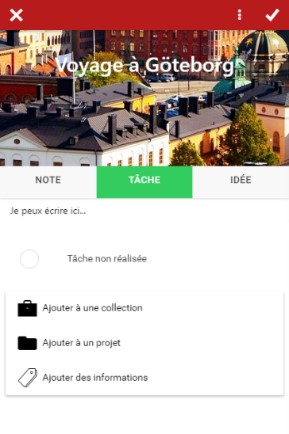 Voyage à Göteborg
NOTE
TÂCHE
IDÉE
Je peux écrire ici...
Tâche non réalisée
Ajouter à une collection
Ajouter à un projet
Ajouter des informations